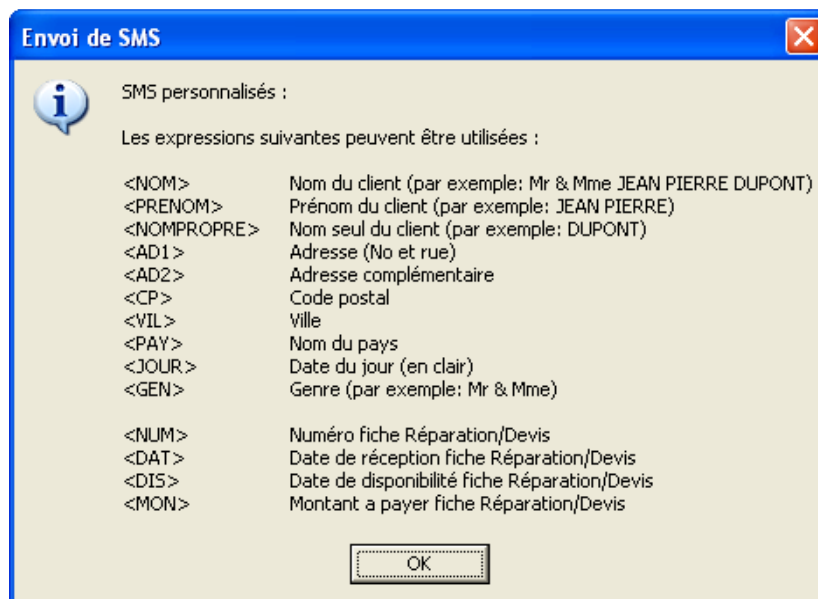 Envoi de SMS
SMS personnalisés :
Les expressions suivantes peuvent être utilisées :
<NOM> Nom du client (par exemple: Mr & Mme JEAN PIERRE DUPONT)
<PRENOM> Prénom du client (par exemple: JEAN PIERRE)
<NOMPROPRE> Nom seul du client (par exemple: DUPONT)
<AD1> Adresse (No et rue)
<AD2> Adresse complémentaire
<CP> Code postal
<VIL> Ville
<PAY> Nom du pays
<JOUR> Date du jour (en clair)
<GEN> Genre (par exemple: Mr & Mme)
<NUM> Numéro fiche Réparation/Devis
<DAT> Date de réception fiche Réparation/Devis
<DIS> Date de disponibilité fiche Réparation/Devis
<MON> Montant a payer fiche Réparation/Devis
OK